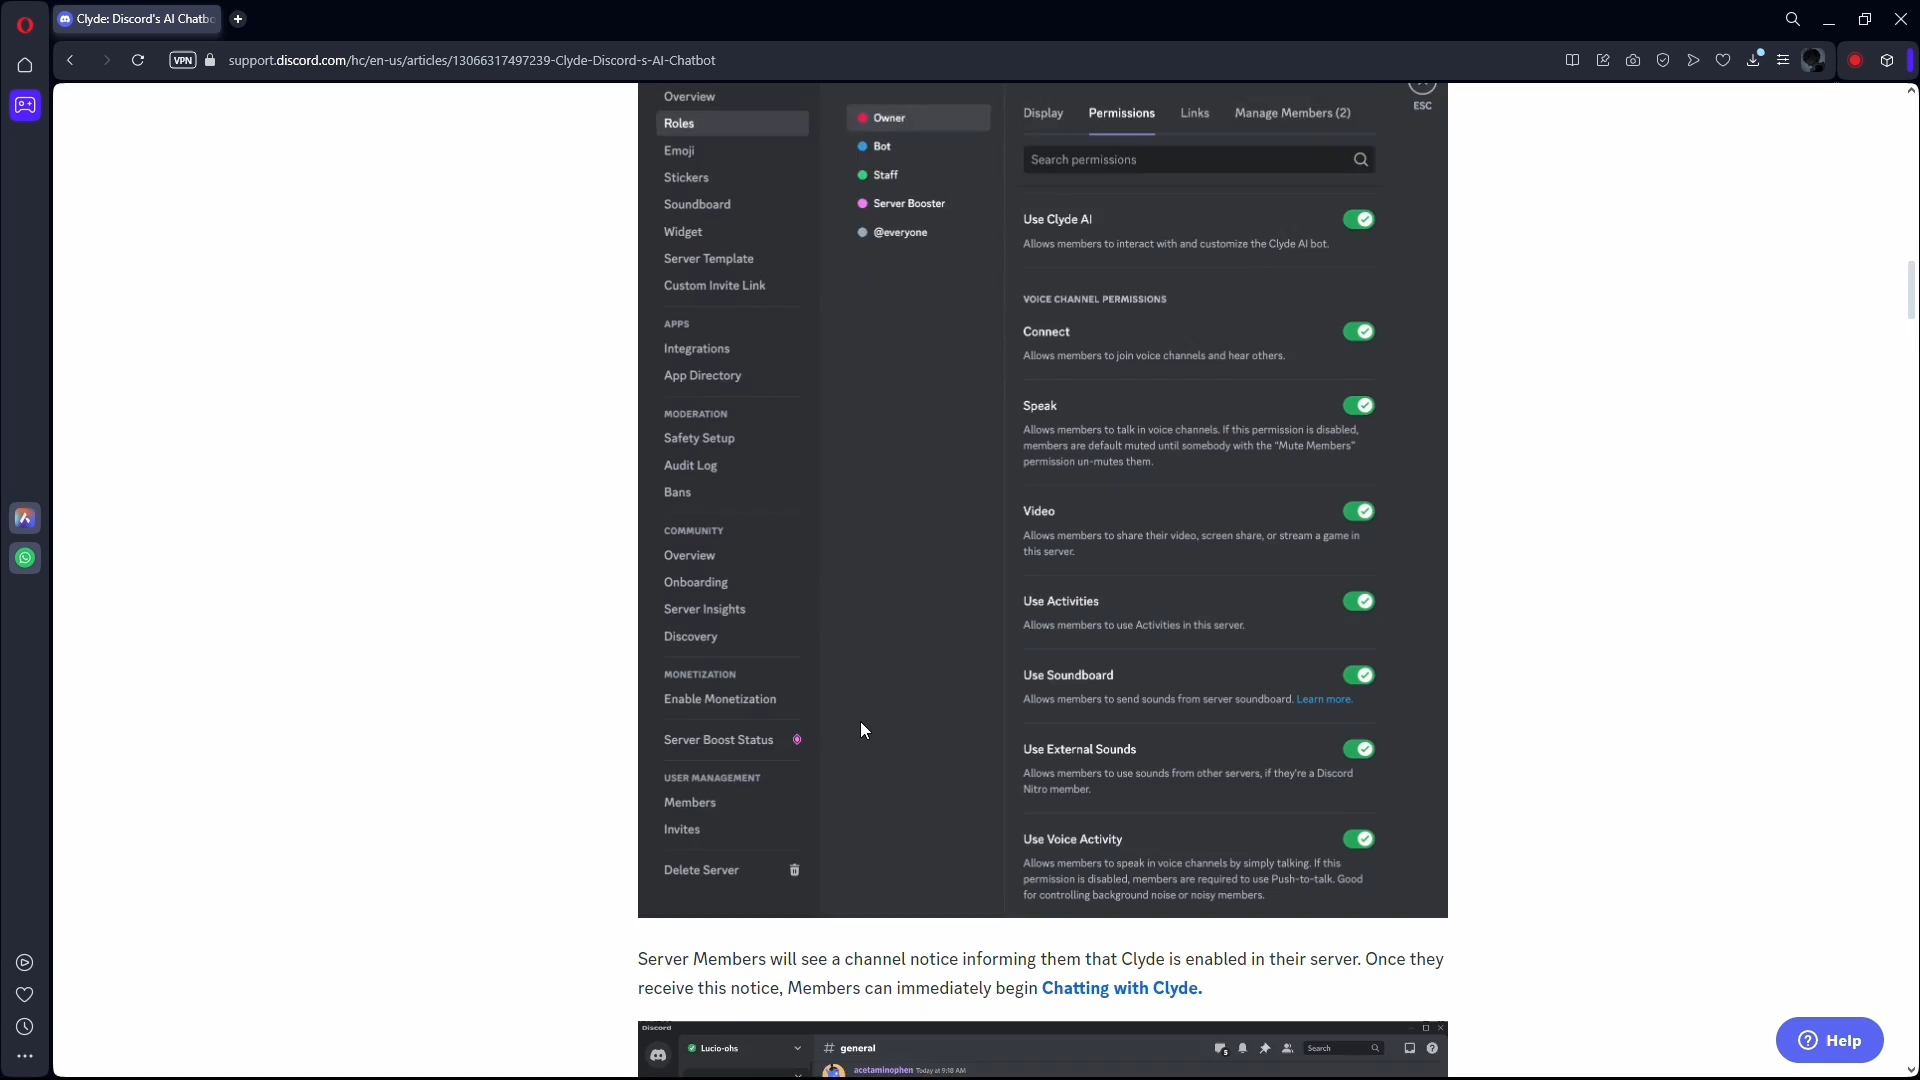 Clyde: Discord's AI Chatbo
VPN
support.discord.com/hc/en-us/articles/13066317497239-Clyde-Discord-s-AI-Chatbot
Overview
Roles
Emoji
Stickers
Soundboard
Widget
Server Template
Custom Invite Link
APPS
Integrations
App Directory
MODERATION
Safety Setup
Audit Log
Bans
COMMUNITY
Overview
Onboarding
Server Insights
Discovery
MONETIZATION
Enable Monetization
Server Boost Status
USER MANAGEMENT
Members
Invites
Delete Server
Owner
Bot
Staff
Server Booster
@everyone
ESC
Display Permissions Links Manage Members (2)
Search permissions
Use Clyde AI
Allows members to interact with and customize the Clyde AI bot.
VOICE CHANNEL PERMISSIONS
Connect
Allows members to join voice channels and hear others.
Speak
Allows members to talk in voice channels. If this permission is disabled,
members are default muted until somebody with the "Mute Members"
permission un-mutes them.
Video
Allows members to share their video, screen share, or stream a game in
this server.
Use Activities
Allows members to use Activities in this server.
Use Soundboard
Allows members to send sounds from server soundboard. Learn more.
Use External Sounds
Allows members to use sounds from other servers, if they're a Discord
Nitro member.
Use Voice Activity
Allows members to speak in voice channels by simply talking. If this
permission is disabled, members are required to use Push-to-talk. Good
for controlling background noise or noisy members.
Server Members will see a channel notice informing them that Clyde is enabled in their server. Once they
receive this notice, Members can immediately begin Chatting with Clyde.
Discord
Lucio-ohs
# general
5
Search
acetaminophen Today at 9:18 AM
Help